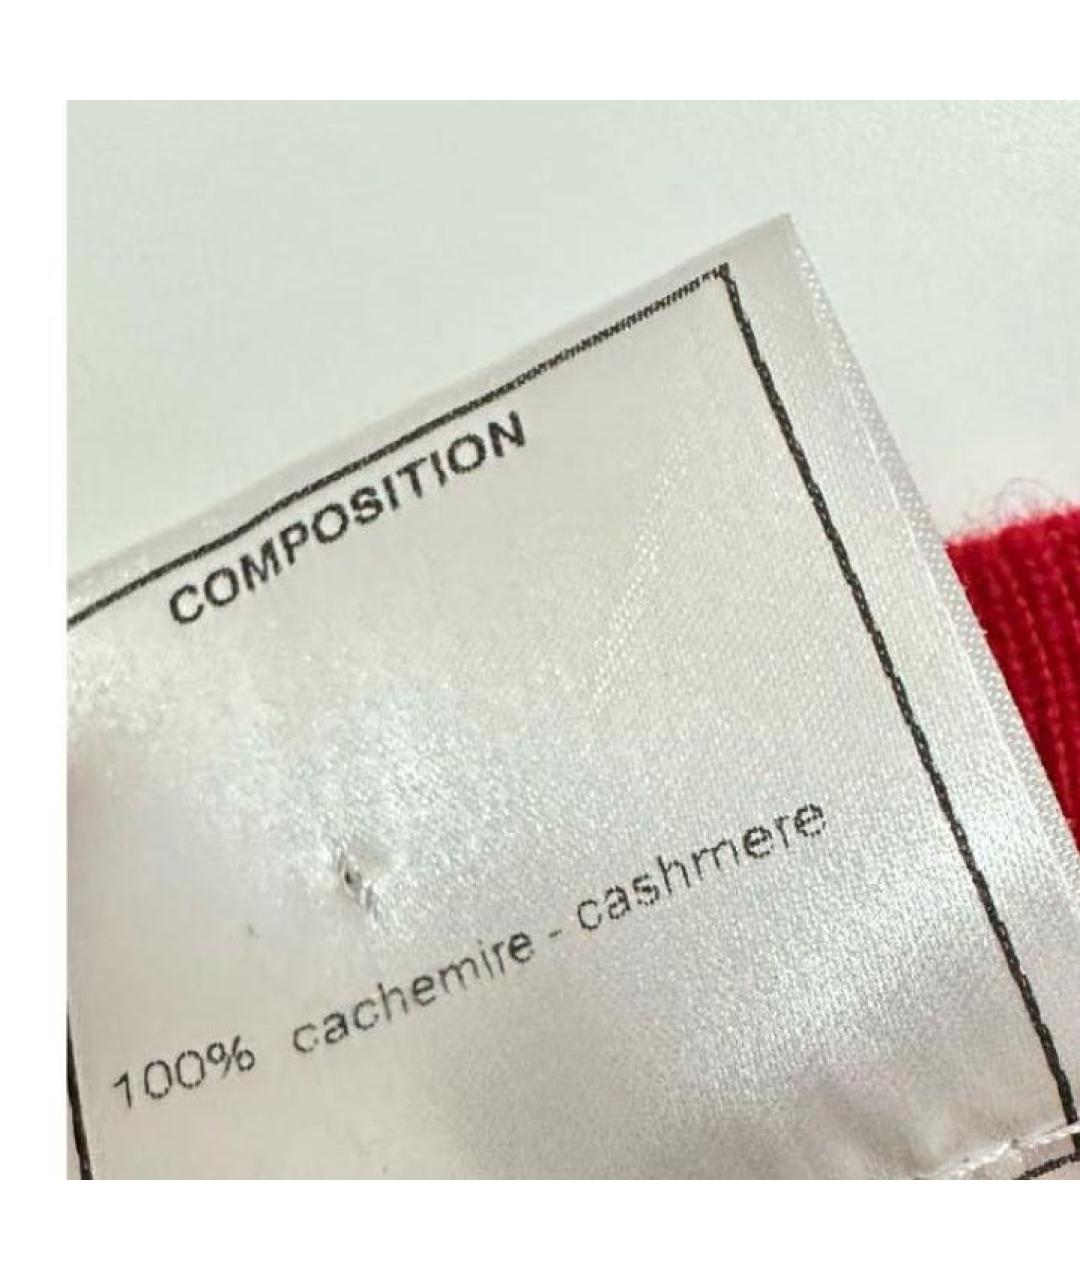 COMPOSITION
100% cachemire - cashmere